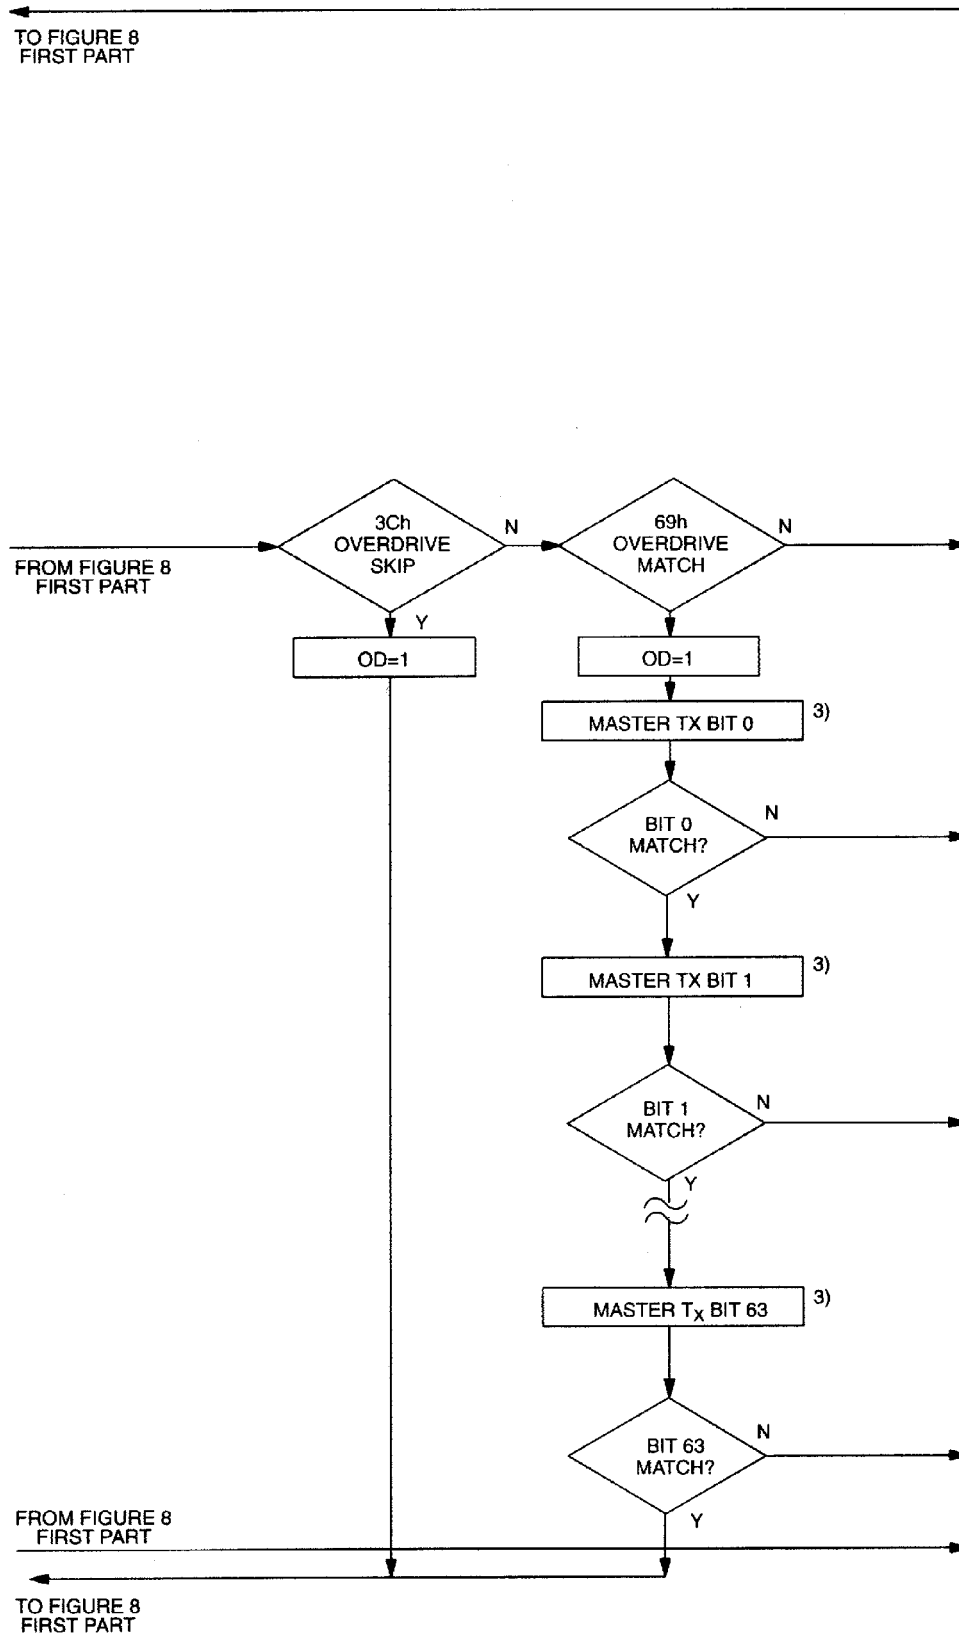 TO FIGURE 8
FIRST PART
3Ch
OVERDRIVE
SKIP
N
69h
OVERDRIVE
MATCH
N
FROM FIGURE 8
FIRST PART
Y
OD=1
OD=1
MASTER TX BIT 0
3)
BIT 0
MATCH?
N
Y
MASTER TX BIT 1
3)
BIT 1
MATCH?
N
Y
MASTER TX BIT 63
3)
BIT 63
MATCH?
N
Y
FROM FIGURE 8
FIRST PART
TO FIGURE 8
FIRST PART